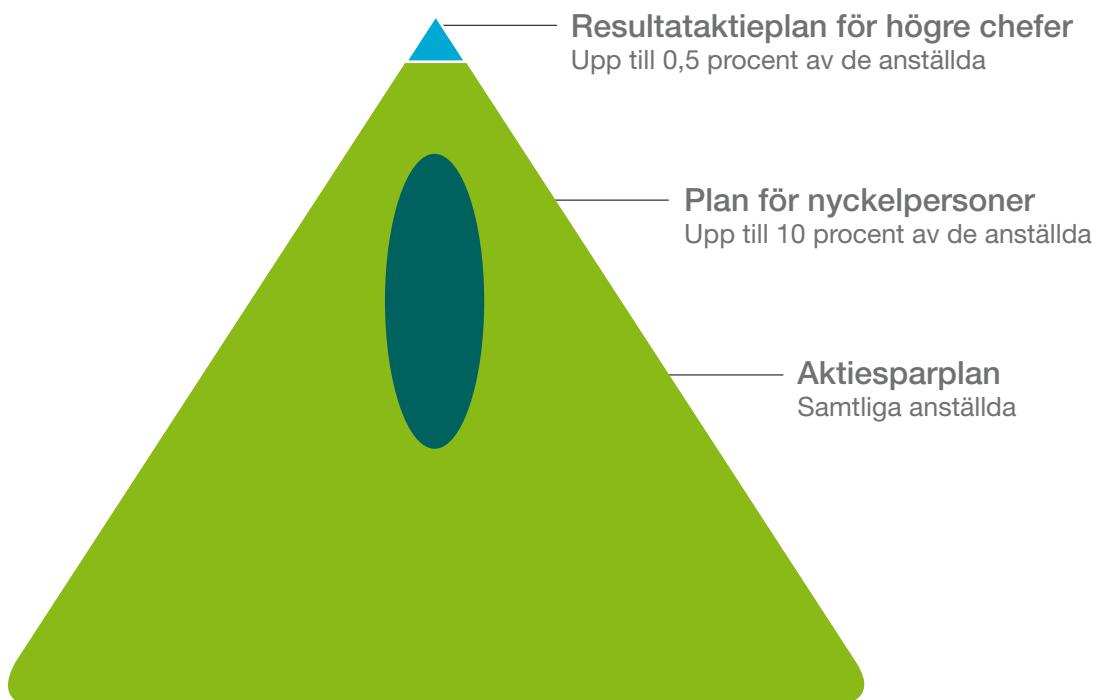 Resultataktieplan för högre chefer
Upp till 0,5 procent av de anställda
Plan för nyckelpersoner
Upp till 10 procent av de anställda
Aktiesparplan
Samtliga anställda